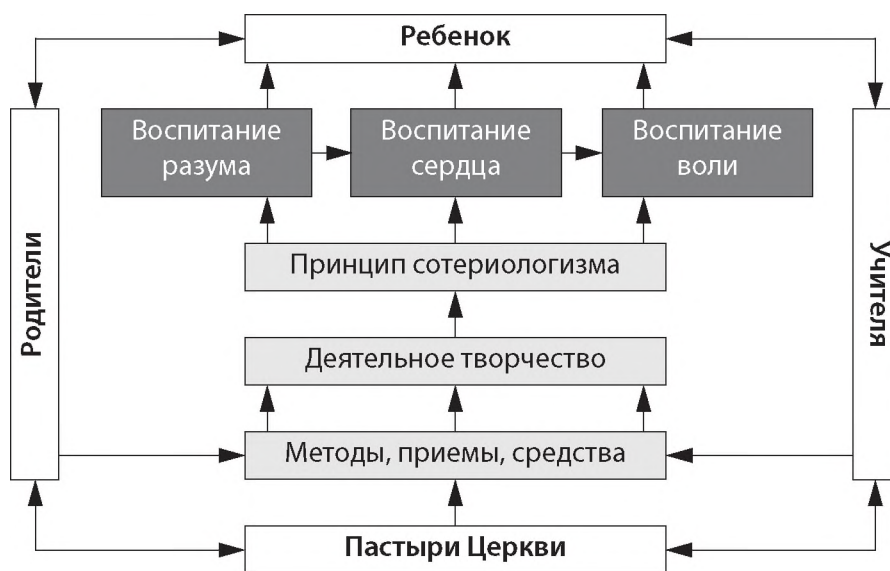 Ребенок
Воспитание
разума
Воспитание
сердца
Воспитание
воли
Принцип сотериологизма
Родители
Учителя
Деятельное творчество
Методы, приемы, средства
Пастыри Церкви